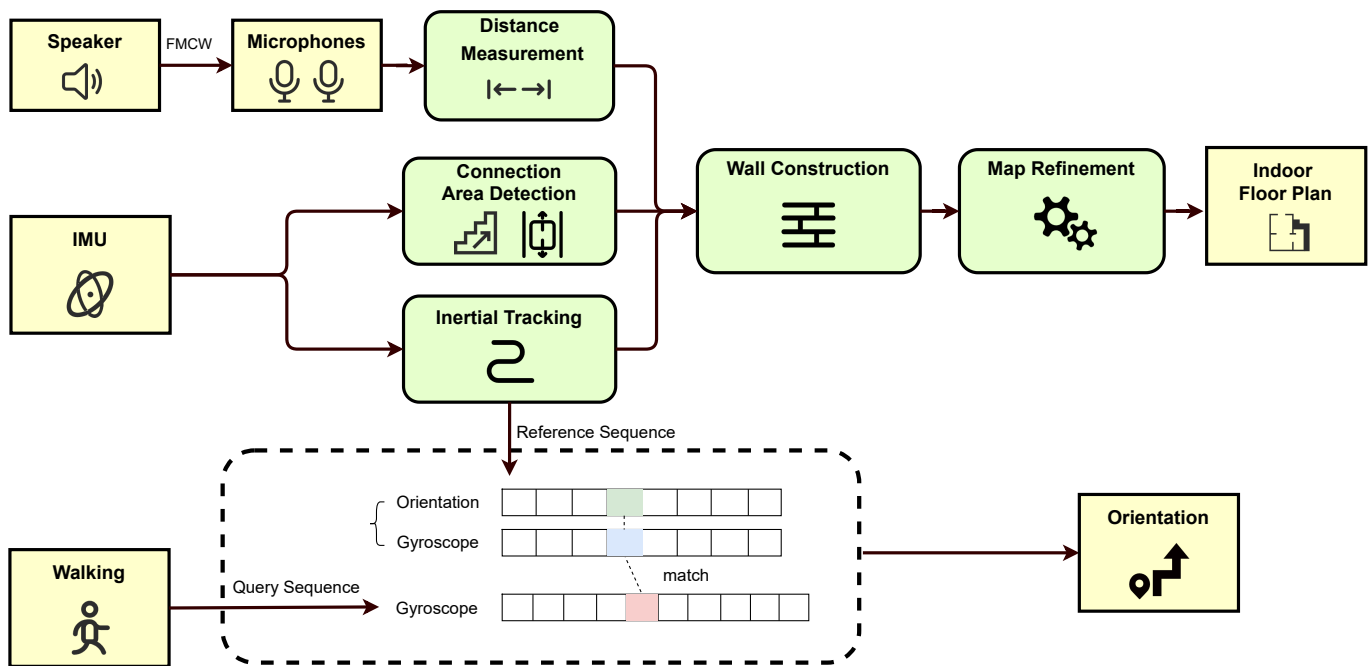 Speaker
FMCW
Microphones
Distance
Measurement
Connection
Area Detection
Wall Construction
Map Refinement
Indoor
Floor Plan
IMU
Inertial Tracking
Reference Sequence
Orientation
Gyroscope
match
Walking
Query Sequence
Gyroscope
Orientation